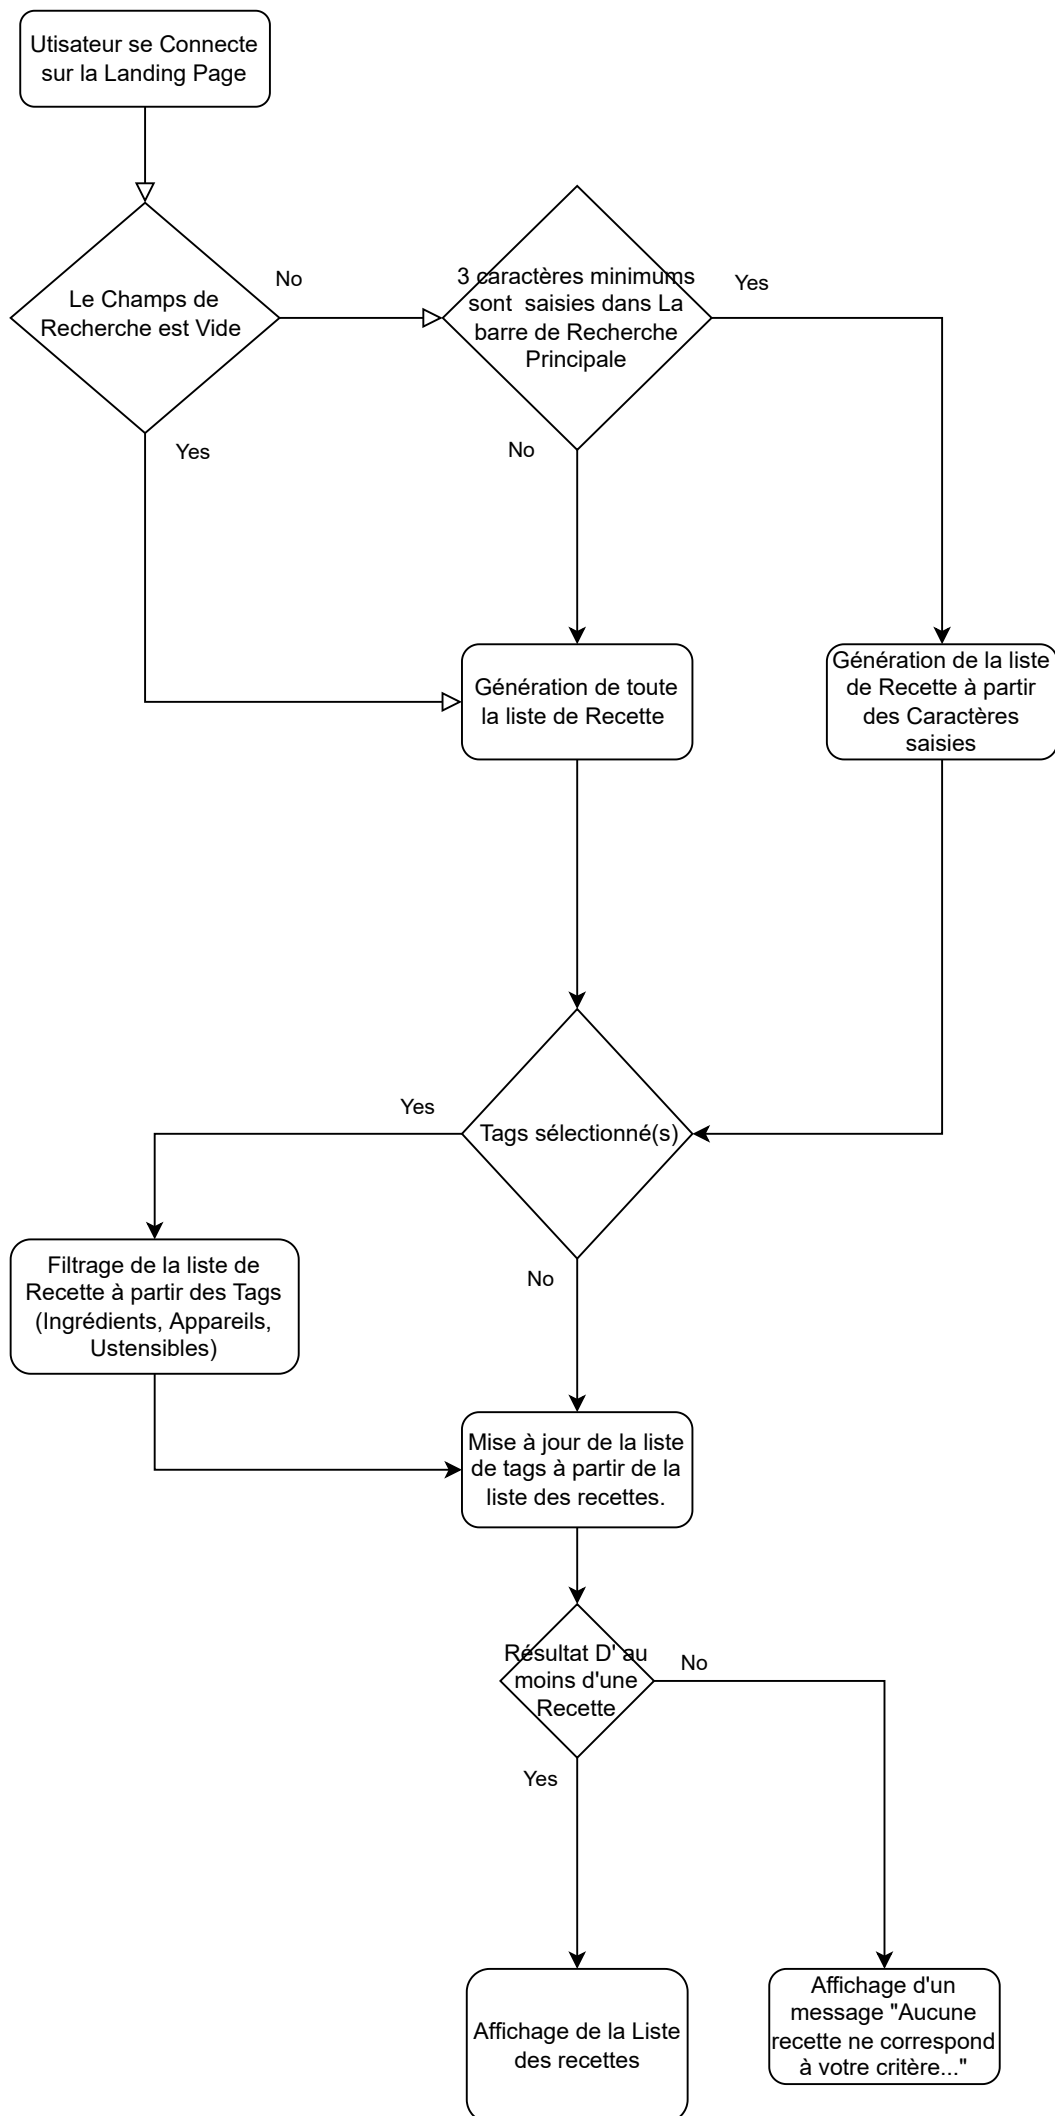 Utisateur se Connecte
sur la Landing Page
Le Champs de
Recherche est Vide
No
Yes
3 caractères minimums
sont  saisies dans La
barre de Recherche
Principale
Yes
No
Génération de toute
la liste de Recette
Génération de la liste
de Recette à partir
des Caractères
saisies
Tags sélectionné(s)
Yes
No
Filtrage de la liste de
Recette à partir des Tags
(Ingrédients, Appareils,
Ustensibles)
Mise à jour de la liste
de tags à partir de la
liste des recettes.
Résultat D' au
moins d'une
Recette
No
Yes
Affichage de la Liste
des recettes
Affichage d'un
message "Aucune
recette ne correspond
à votre critère..."